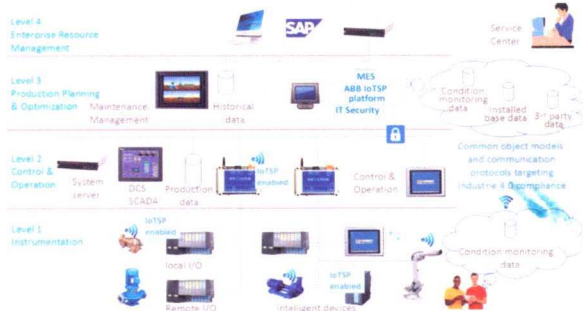 Level 4
Enterprise Resource
Management
SAP
Service
Center
Level 3
Production Planning
& Optimization
Maintenance
Management
Historical
data
MES
ABB IoTSP
platform
IT Security
Condition
monitoring
data
Installed
base data
3rd party
data
Level 2
Control &
Operation
System
server
DCS
SCADA
Production
data
IoTSP
enabled
Control &
Operation
Common object models
and communication
protocols targeting
Industrie 4.0 compliance
Level 1
Instrumentation
IoTSP
enabled
local I/O
Remote I/O
Intelligent devices
IoTSP
enabled
Condition monitoring
data